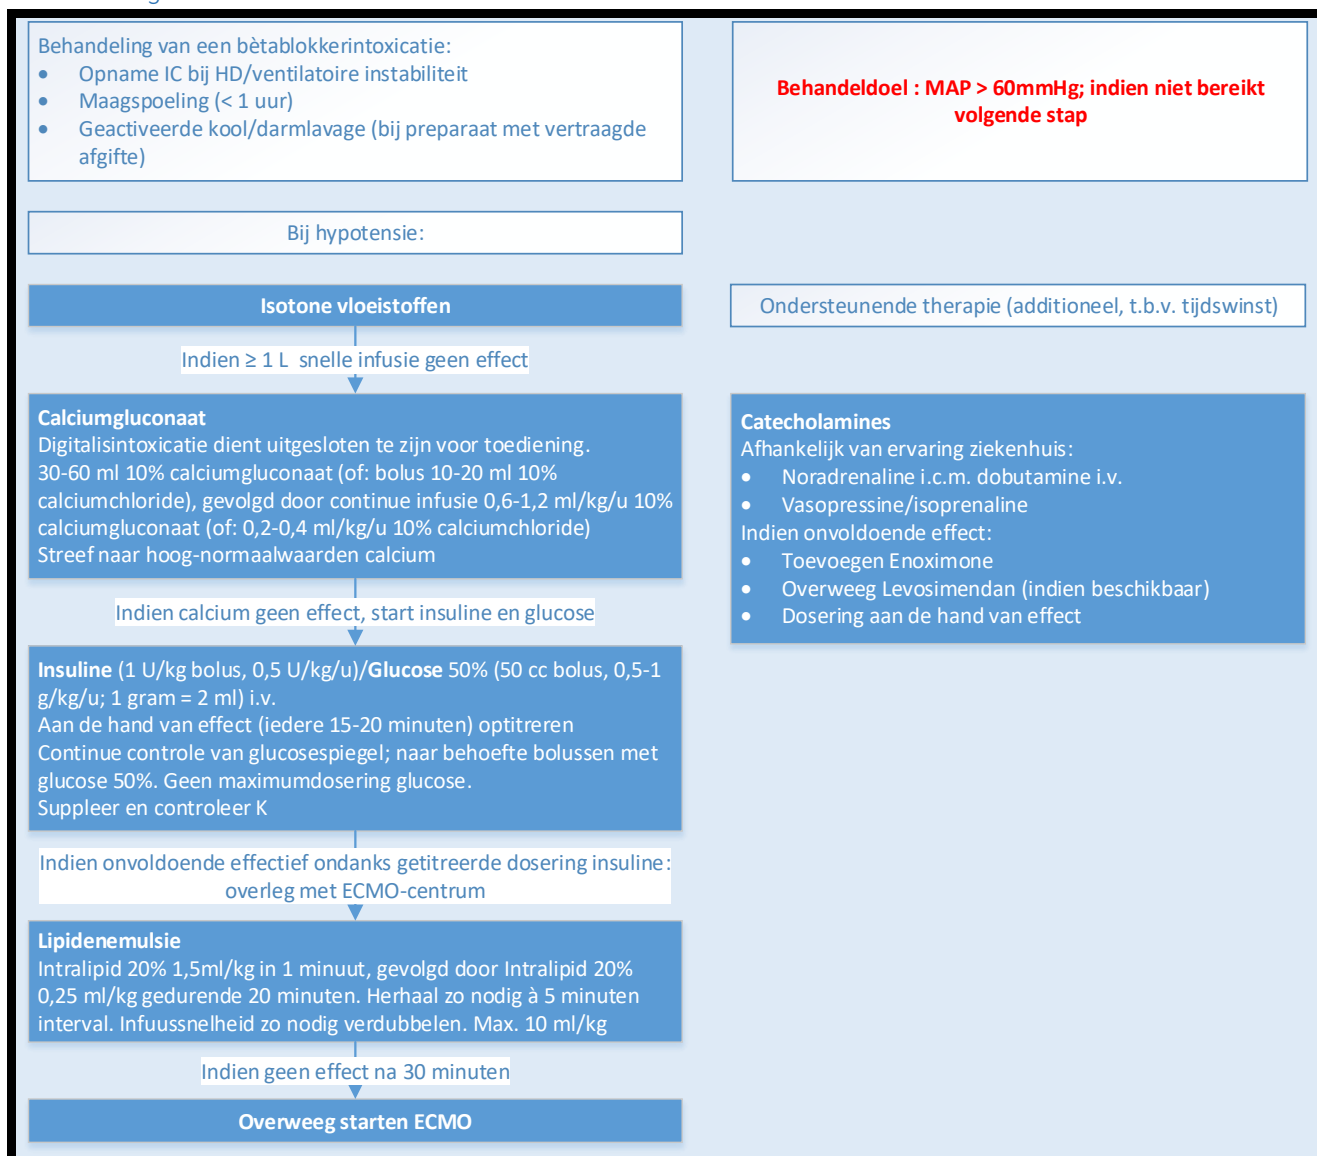 Behandeling van een bètablokkerintoxicatie:
• Opname IC bij HD/ventilatoire instabiliteit
• Maagspoeling (< 1 uur)
• Geactiveerde kool/darmlavage (bij preparaat met vertraagde
afgifte)
Behandeldoel : MAP > 60mmHg; indien niet bereikt
volgende stap
Bij hypotensie:
Isotone vloeistoffen
Ondersteunende therapie (additioneel, t.b.v. tijdswinst)
Indien ≥ 1 L snelle infusie geen effect
Calciumgluconaat
Digitalisintoxicatie dient uitgesloten te zijn voor toediening.
30-60 ml 10% calciumgluconaat (of: bolus 10-20 ml 10%
calciumchloride), gevolgd door continue infusie 0,6-1,2 ml/kg/u 10%
calciumgluconaat (of: 0,2-0,4 ml/kg/u 10% calciumchloride)
Streef naar hoog-normaalwaarden calcium
Catecholamines
Afhankelijk van ervaring ziekenhuis:
• Noradrenaline i.c.m. dobutamine i.v.
• Vasopressine/isoprenaline
Indien onvoldoende effect:
• Toevoegen Enoximone
• Overweeg Levosimendan (indien beschikbaar)
• Dosering aan de hand van effect
Indien calcium geen effect, start insuline en glucose
Insuline (1 U/kg bolus, 0,5 U/kg/u)/Glucose 50% (50 cc bolus, 0,5-1
g/kg/u; 1 gram = 2 ml) i.v.
Aan de hand van effect (iedere 15-20 minuten) optitreren
Continue controle van glucosespiegel; naar behoefte bolussen met
glucose 50%. Geen maximumdosering glucose.
Suppleer en controleer K
Indien onvoldoende effectief ondanks getitreerde dosering insuline:
overleg met ECMO-centrum
Lipidenemulsie
Intralipid 20% 1,5ml/kg in 1 minuut, gevolgd door Intralipid 20%
0,25 ml/kg gedurende 20 minuten. Herhaal zo nodig à 5 minuten
interval. Infuussnelheid zo nodig verdubbelen. Max. 10 ml/kg
Indien geen effect na 30 minuten
Overweeg starten ECMO